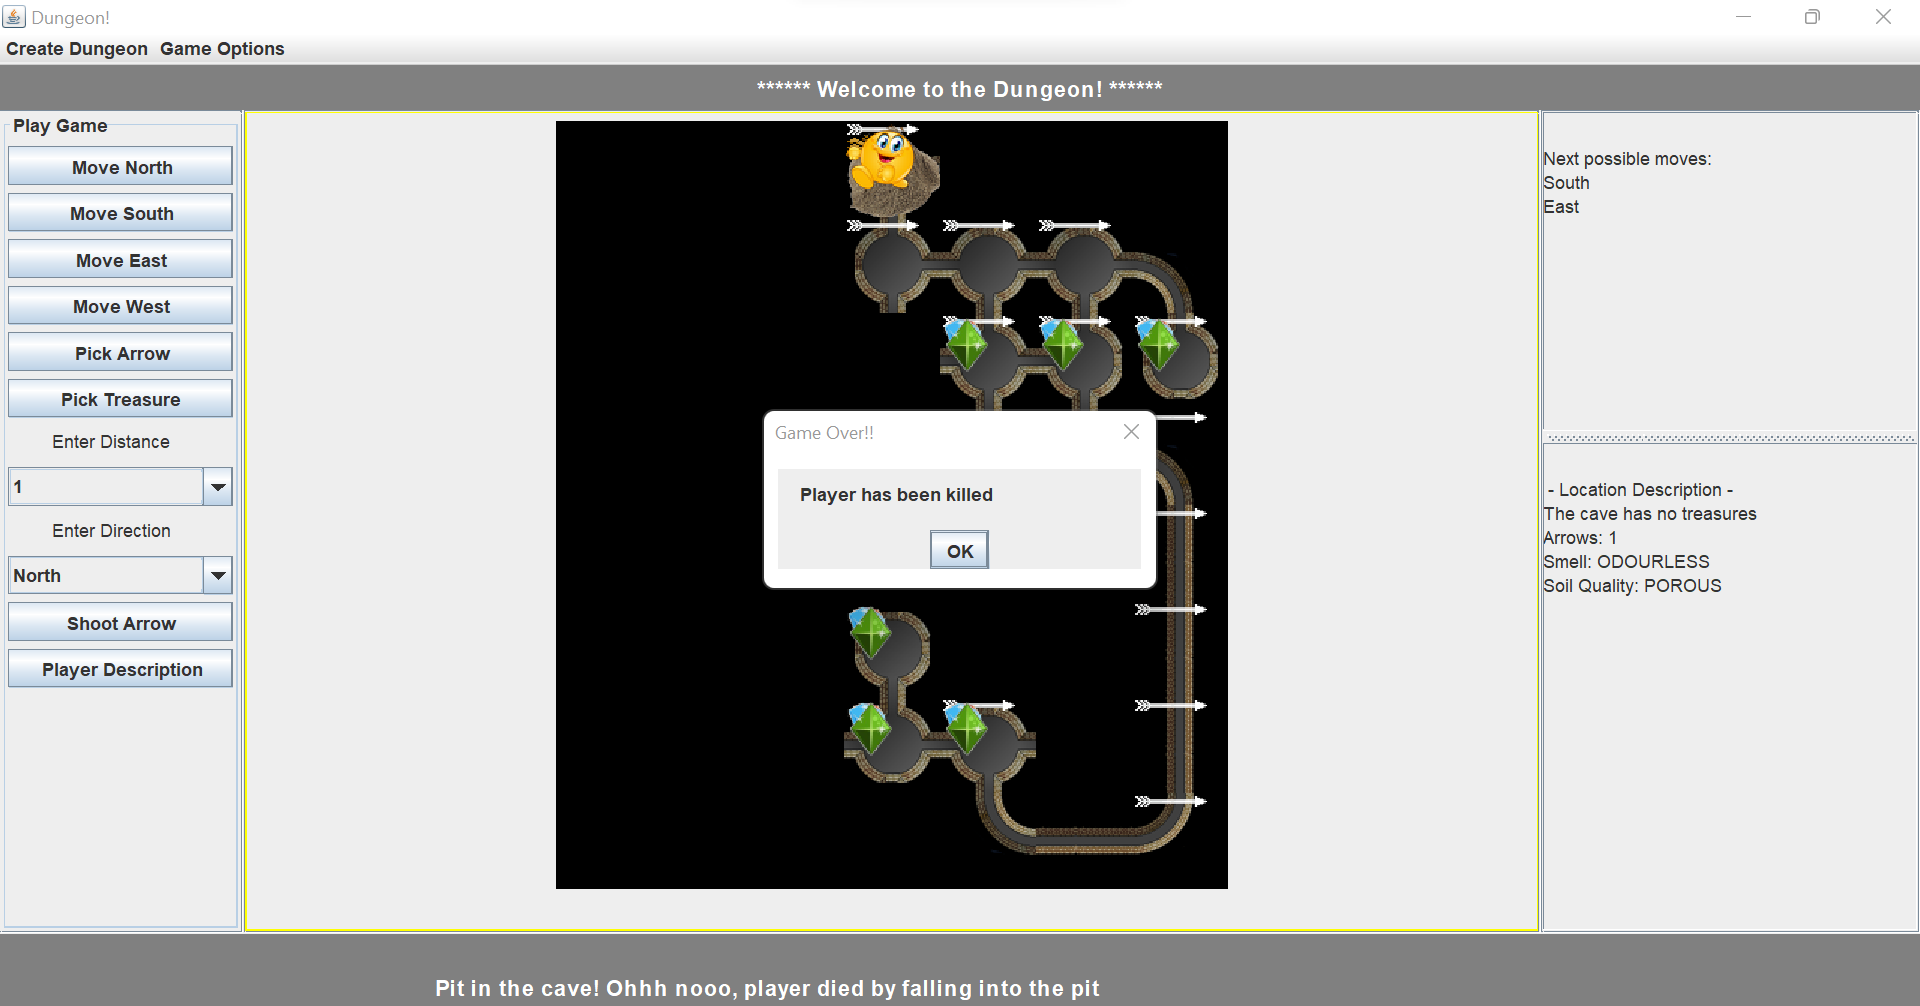 Dungeon!
Create Dungeon Game Options
****** Welcome to the Dungeon! ******
Play Game
Move North
Move South
Move East
Move West
Pick Arrow
Pick Treasure
Enter Distance
1
Enter Direction
North
Shoot Arrow
Player Description
Game Over!!
Player has been killed
OK
Next possible moves:
South
East
- Location Description -
The cave has no treasures
Arrows: 1
Smell: ODOURLESS
Soil Quality: POROUS
Pit in the cave! Ohhh nooo, player died by falling into the pit